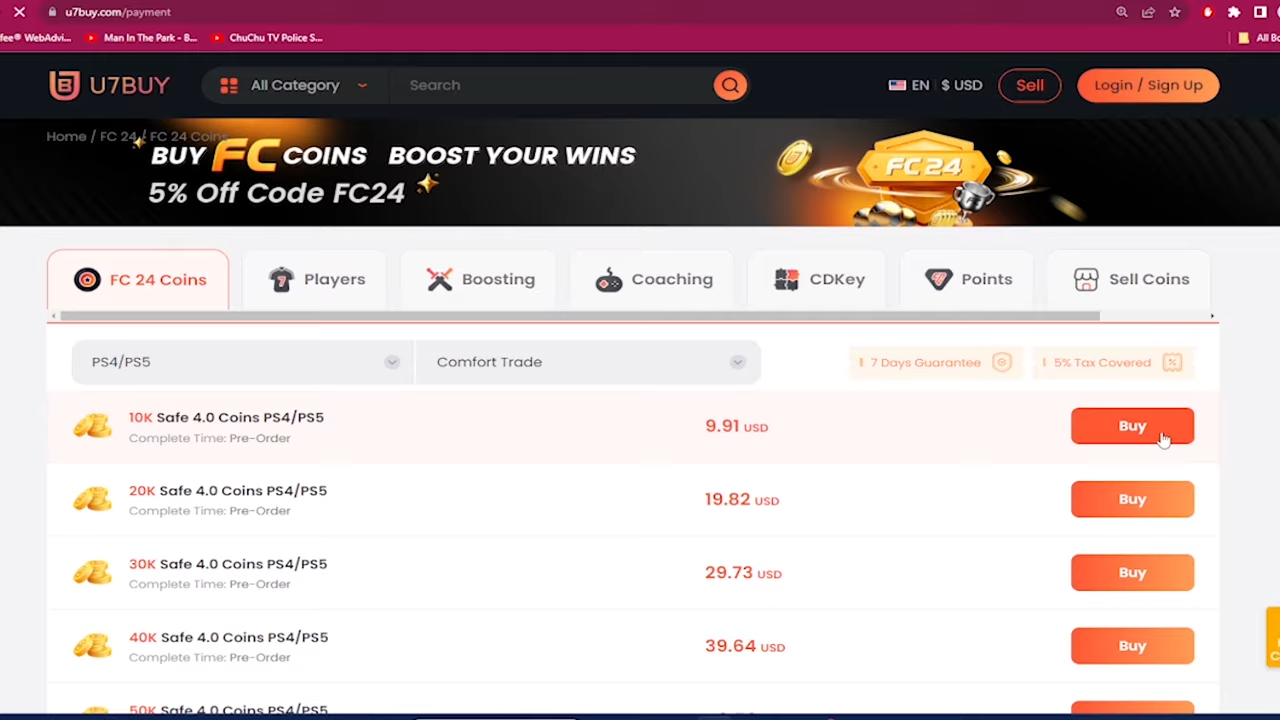 u7buy.com/payment
fee® WebAdvi...
Man In The Park - B...
ChuChu TV Police S...
All Bo
U7BUY
All Category
Search
EN
$ USD
Sell
Login / Sign Up
Home / FC 24 / FC 24 Coins
BUY FC COINS BOOST YOUR WINS
5% Off Code FC24
FC 24
FC 24 Coins
Players
Boosting
Coaching
CDKey
Points
Sell Coins
PS4/PS5
Comfort Trade
7 Days Guarantee
5% Tax Covered
10K Safe 4.0 Coins PS4/PS5
Complete Time: Pre-Order
9.91 USD
Buy
20K Safe 4.0 Coins PS4/PS5
Complete Time: Pre-Order
19.82 USD
Buy
30K Safe 4.0 Coins PS4/PS5
Complete Time: Pre-Order
29.73 USD
Buy
40K Safe 4.0 Coins PS4/PS5
Complete Time: Pre-Order
39.64 USD
Buy
50K Safe 4.0 Coins PS4/PS5